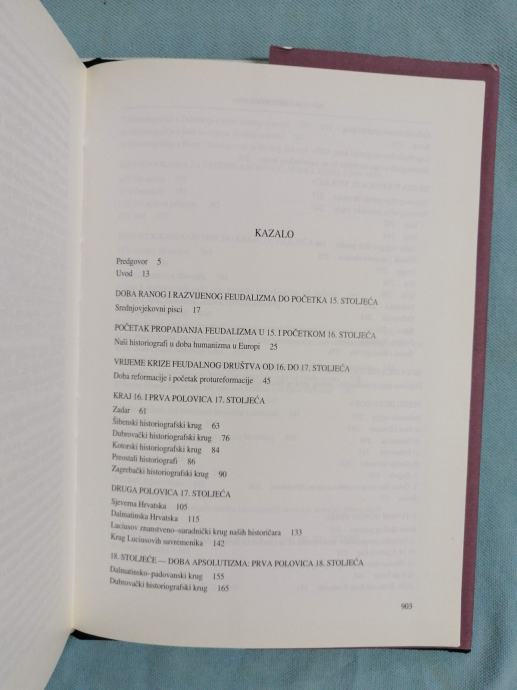 KAZALO
Predgovor 5
Uvod 13
DOBA RANOG I RAZVIJENOG FEUDALIZMA DO POČETKA 15. STOLJEĆA
Srednjovjekovni pisci 17
POČETAK PROPADANJA FEUDALIZMA U 15. I POČETKOM 16. STOLJEĆA
Naši historiografi u doba humanizma u Europi 25
VRIJEME KRIZE FEUDALNOG DRUŠTVA OD 16. DO 17. STOLJEĆA
Doba reformacije i početak protureformacije 45
KRAJ 16. I PRVA POLOVICA 17. STOLJEĆA
Zadar 61
Šibenski historiografski krug 63
Dubrovački historiografski krug 76
Kotorski historiografski krug 84
Preostali historiografi 86
Zagrebački historiografski krug 90
DRUGA POLOVICA 17. STOLJEĆA
Sjeverna Hrvatska 105
Dalmatinska Hrvatska 115
Luciusov znanstveno-suradnički krug naših historičara 133
Krug Luciusovih suvremenika 142
18. STOLJEĆE — DOBA APSOLUTIZMA: PRVA POLOVICA 18. STOLJEĆA
Dalmatinsko-padovanski krug 155
Dubrovački historiografski krug 165
903